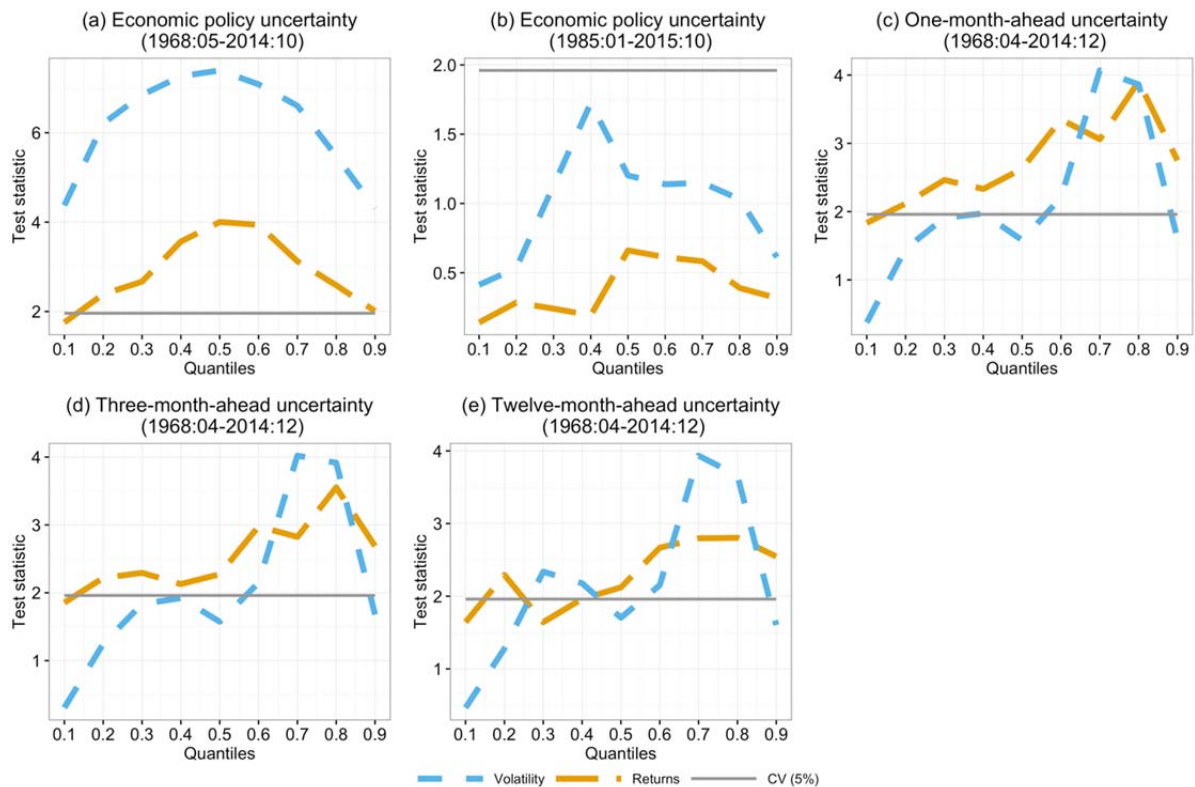 (a) Economic policy uncertainty
(1968:05-2014:10)
Test statistic
6
4
2
0.1 0.2 0.3 0.4 0.5 0.6 0.7 0.8 0.9
Quantiles
(b) Economic policy uncertainty
(1985:01-2015:10)
Test statistic
2.0
1.5
1.0
0.5
0.1 0.2 0.3 0.4 0.5 0.6 0.7 0.8 0.9
Quantiles
(c) One-month-ahead uncertainty
(1968:04-2014:12)
Test statistic
4
3
2
1
0.1 0.2 0.3 0.4 0.5 0.6 0.7 0.8 0.9
Quantiles
(d) Three-month-ahead uncertainty
(1968:04-2014:12)
Test statistic
4
3
2
1
0.1 0.2 0.3 0.4 0.5 0.6 0.7 0.8 0.9
Quantiles
(e) Twelve-month-ahead uncertainty
(1968:04-2014:12)
Test statistic
4
3
2
1
0.1 0.2 0.3 0.4 0.5 0.6 0.7 0.8 0.9
Quantiles
Volatility Returns CV (5%)